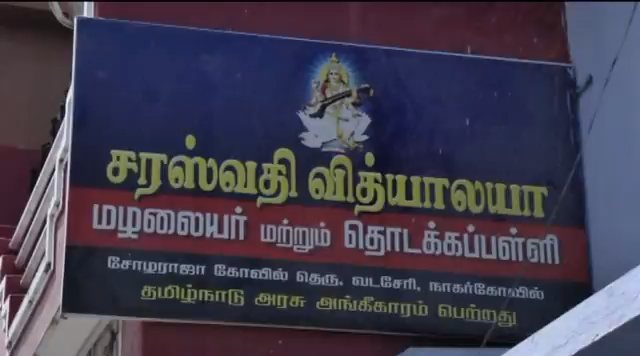 சரஸ்வதி வித்யாலயா
மழலையர் மற்றும் தொடக்கப்பள்ளி
சோழராஜா கோவில் தெரு, வடசேரி, நாகர்கோவில்
தமிழ்நாடு அரசு அங்கீகாரம் பெற்றது